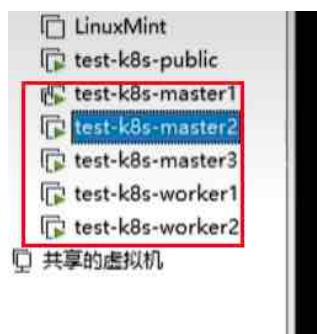 LinuxMint
test-k8s-public
test-k8s-master1
test-k8s-master2
test-k8s-master3
test-k8s-worker1
test-k8s-worker2
共享的虚拟机